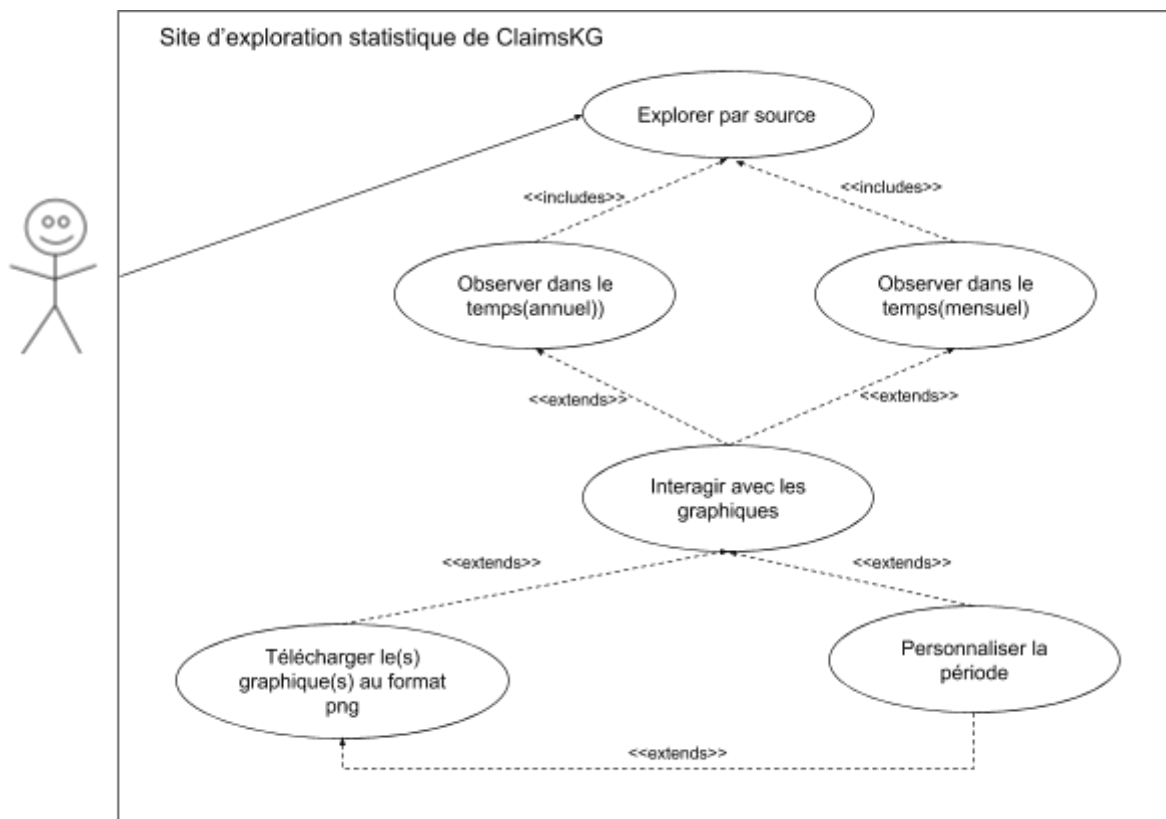 Site d'exploration statistique de ClaimsKG
Explorer par source
<<includes>>
<<includes>>
Observer dans le
temps(annuel))
Observer dans le
temps(mensuel)
<<extends>>
<<extends>>
Interagir avec les
graphiques
<<extends>>
<<extends>>
Télécharger le(s)
graphique(s) au format
png
Personnaliser la
période
<<extends>>